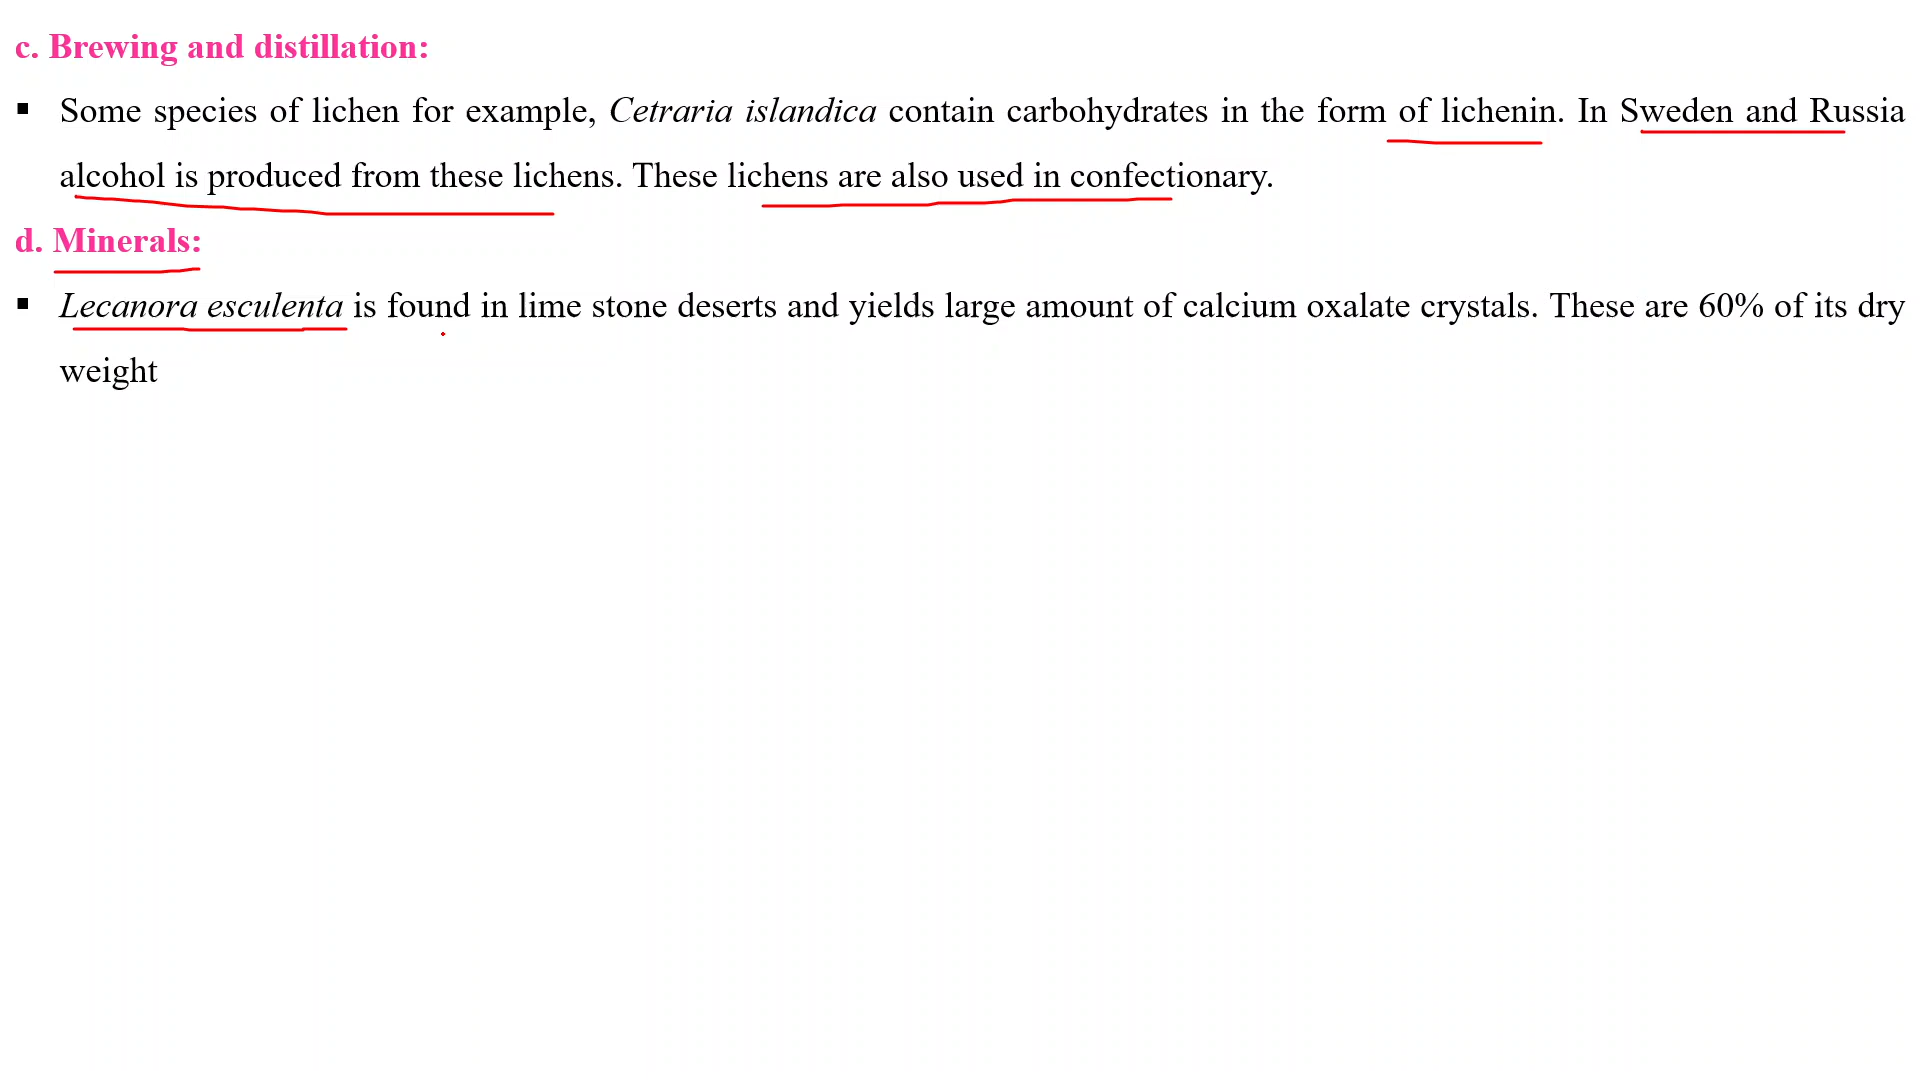 c. Brewing and distillation:
▪ Some species of lichen for example, Cetraria islandica contain carbohydrates in the form of lichenin. In Sweden and Russia
alcohol is produced from these lichens. These lichens are also used in confectionary.
d. Minerals:
▪ Lecanora esculenta is found in lime stone deserts and yields large amount of calcium oxalate crystals. These are 60% of its dry
weight